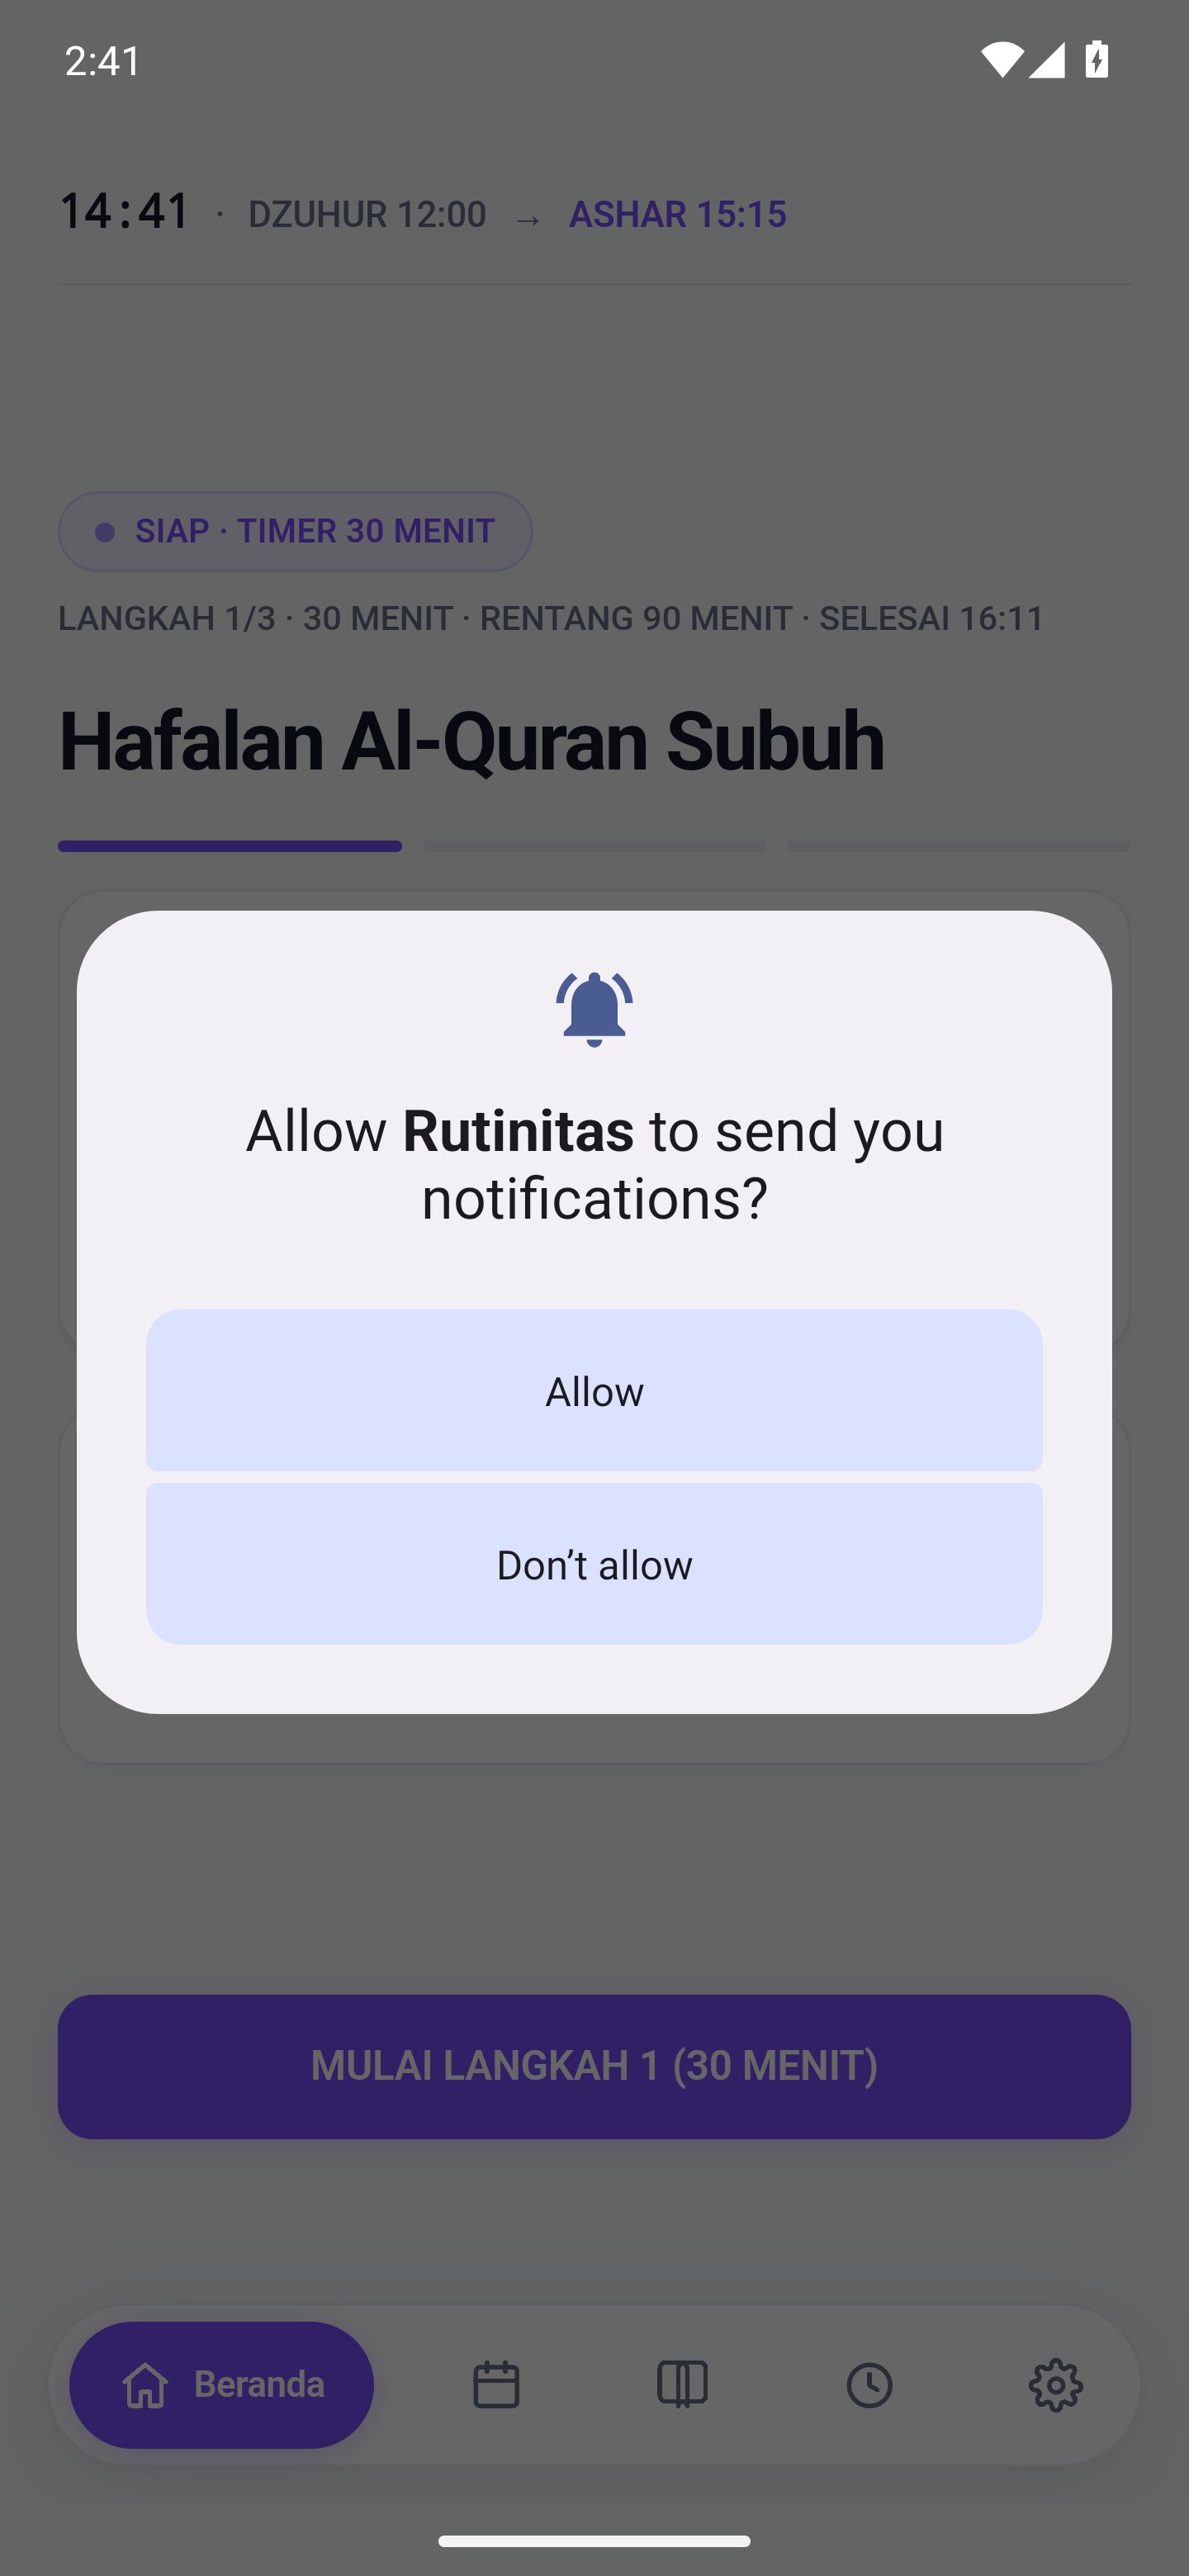 2:41
14:41 · DZUHUR 12:00 → ASHAR 15:15
SIAP · TIMER 30 MENIT
LANGKAH 1/3 · 30 MENIT · RENTANG 90 MENIT · SELESAI 16:11
Hafalan Al-Quran Subuh
Allow Rutinitas to send you
notifications?
Allow
Don’t allow
MULAI LANGKAH 1 (30 MENIT)
Beranda